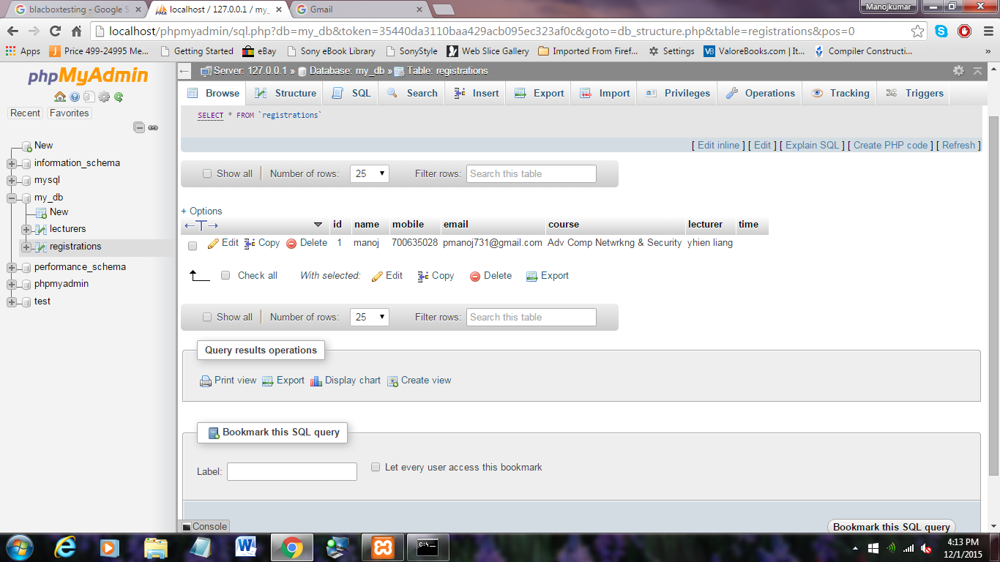 blacboxtesting - Google S
localhost / 127.0.0.1 / my_
Gmail
Manojkumar
localhost/phpmyadmin/sql.php?db=my_db&token=35440da3110baa429acb095ec323af0c&goto=db_structure.php&table=registrations&pos=0
Apps Price 499-24995 Me... Getting Started eBay Sony eBook Library SonyStyle Web Slice Gallery Imported From Firef... Settings ValoreBooks.com | It... Compiler Constructi... »
phpMyAdmin
Recent Favorites
New
information_schema
mysql
my_db
New
lecturers
registrations
performance_schema
phpmyadmin
test
Server: 127.0.0.1 » Database: my_db » Table: registrations
Browse Structure SQL Search Insert Export Import Privileges Operations Tracking Triggers
SELECT * FROM `registrations`
[ Edit inline ] [ Edit ] [ Explain SQL ] [ Create PHP code ] [ Refresh ]
Show all Number of rows: 25 Filter rows: Search this table
+ Options
id name mobile email course lecturer time
Edit Copy Delete 1 manoj 700635028 pmanoj731@gmail.com Adv Comp Netwrkng & Security yhien liang
Check all With selected: Edit Copy Delete Export
Show all Number of rows: 25 Filter rows: Search this table
Query results operations
Print view Export Display chart Create view
Bookmark this SQL query
Label: Let every user access this bookmark
Console
Bookmark this SQL query
4:13 PM
12/1/2015